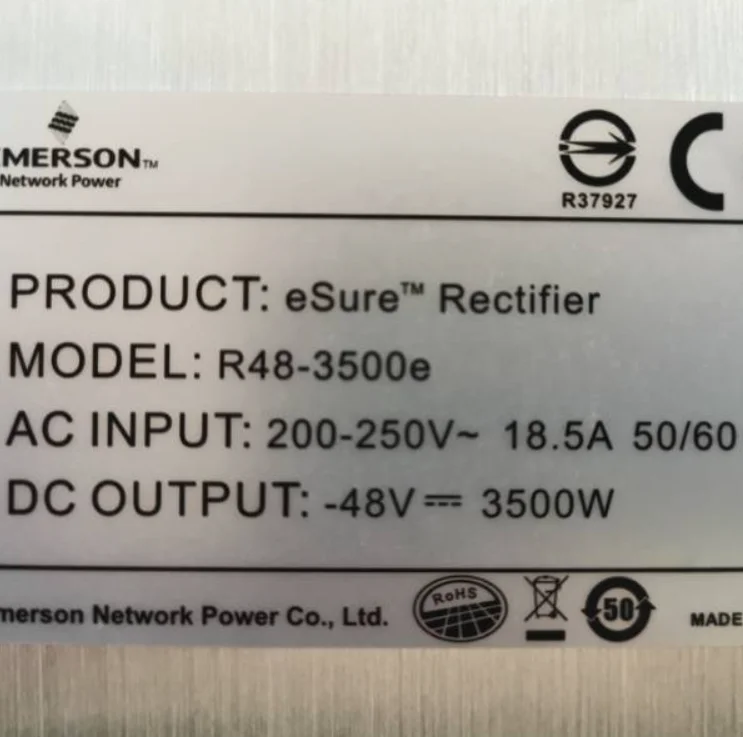 MERSON™
Network Power
R37927
CE
PRODUCT: eSure™ Rectifier
MODEL: R48-3500e
AC INPUT: 200-250V~ 18.5A 50/60
DC OUTPUT: -48V⎓ 3500W
merson Network Power Co., Ltd.
RoHS
50
MADE